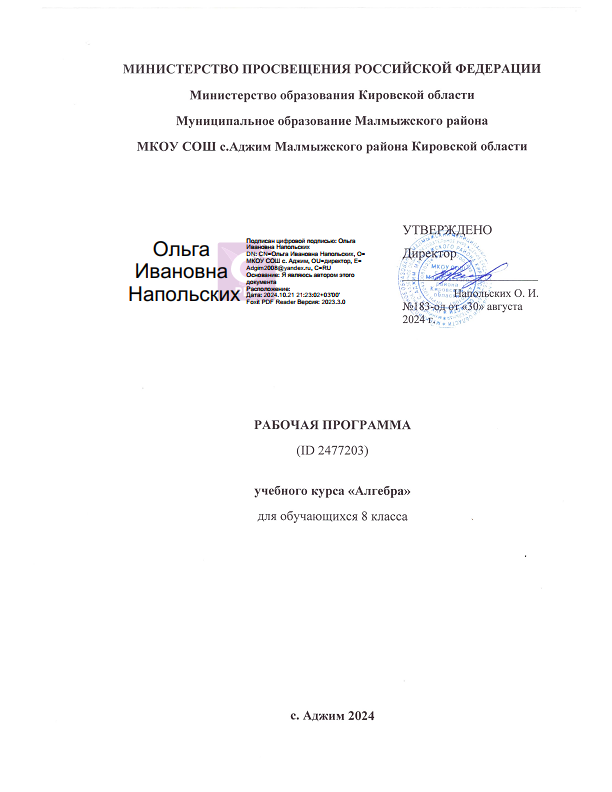 МИНИСТЕРСТВО ПРОСВЕЩЕНИЯ РОССИЙСКОЙ ФЕДЕРАЦИИ
Министерство образования Кировской области
Муниципальное образование Малмыжского района
МКОУ СОШ с.Аджим Малмыжского района Кировской области
Ольга
Ивановна
Напольских
Подписан цифровой подписью: Ольга
Ивановна Напольских
DN: CN=Ольга Ивановна Напольских, O=
МКОУ СОШ с. Аджим, OU=директор, E=
Adgim2008@yandex.ru, C=RU
Основание: Я являюсь автором этого
документа
Расположение:
Дата: 2024.10.21 21:23:02+03'00'
Foxit PDF Reader Версия: 2023.3.0
УТВЕРЖДЕНО
Директор
Напольских О. И.
№183-од от «30» августа
2024 г.
РАБОЧАЯ ПРОГРАММА
(ID 2477203)
учебного курса «Алгебра»
для обучающихся 8 класса
с. Аджим 2024